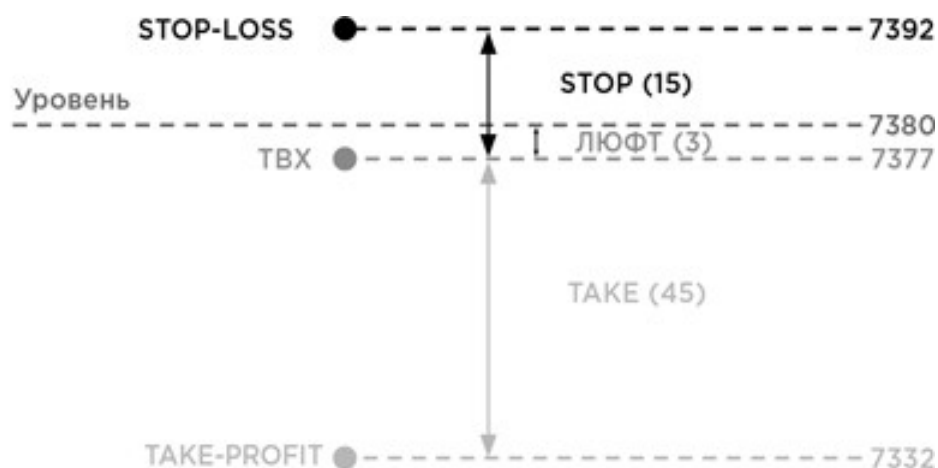 STOP-LOSS 7392
STOP (15)
Уровень
7380
ЛЮФТ (3)
ТВХ 7377
TAKE (45)
TAKE-PROFIT 7332